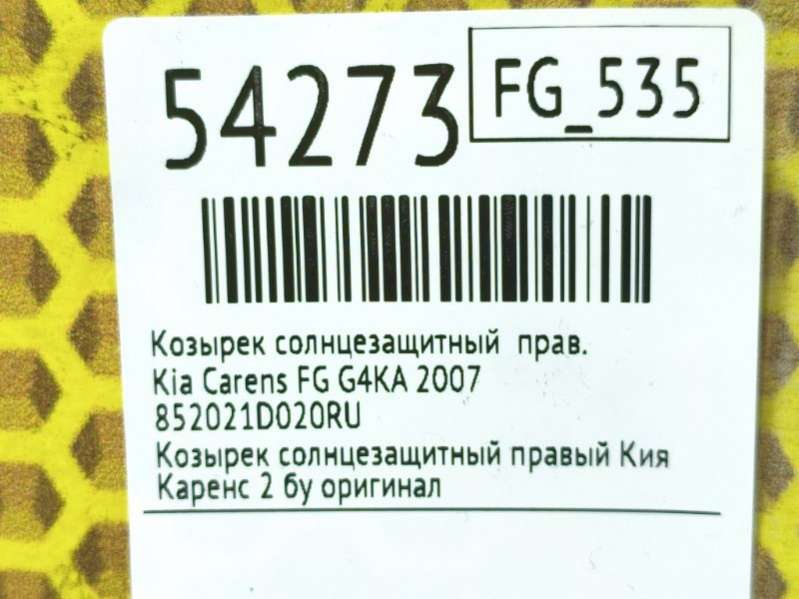 54273
FG_535
Козырек солнцезащитный прав.
Kia Carens FG G4KA 2007
852021D020RU
Козырек солнцезащитный правый Кия
Каренс 2 бу оригинал